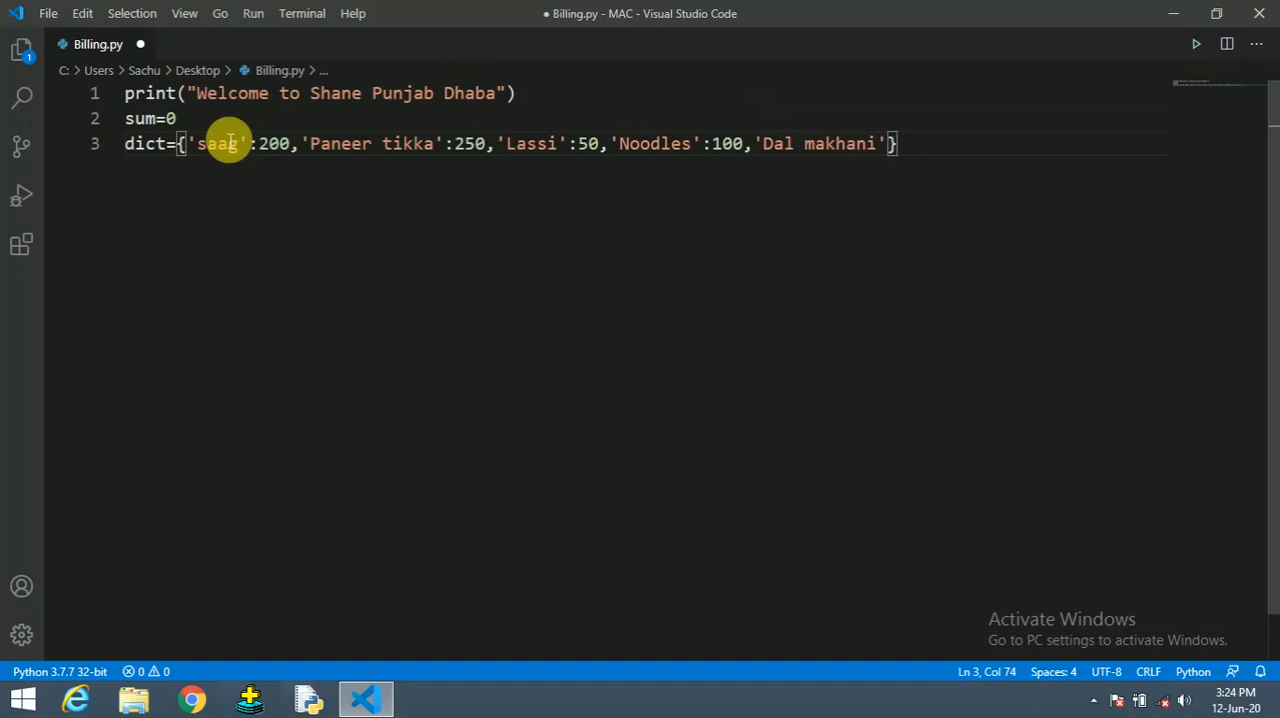 File Edit Selection View Go Run Terminal Help
● Billing.py - MAC - Visual Studio Code
Billing.py ●
C: > Users > Sachu > Desktop > Billing.py > ...
1 print("Welcome to Shane Punjab Dhaba")
2 sum=0
3 dict={'saag':200,'Paneer tikka':250,'Lassi':50,'Noodles':100,'Dal makhani'}
1
Activate Windows
Go to PC settings to activate Windows.
Python 3.7.7 32-bit 0 0 Ln 3, Col 74 Spaces: 4 UTF-8 CRLF Python
3:24 PM
12-Jun-20